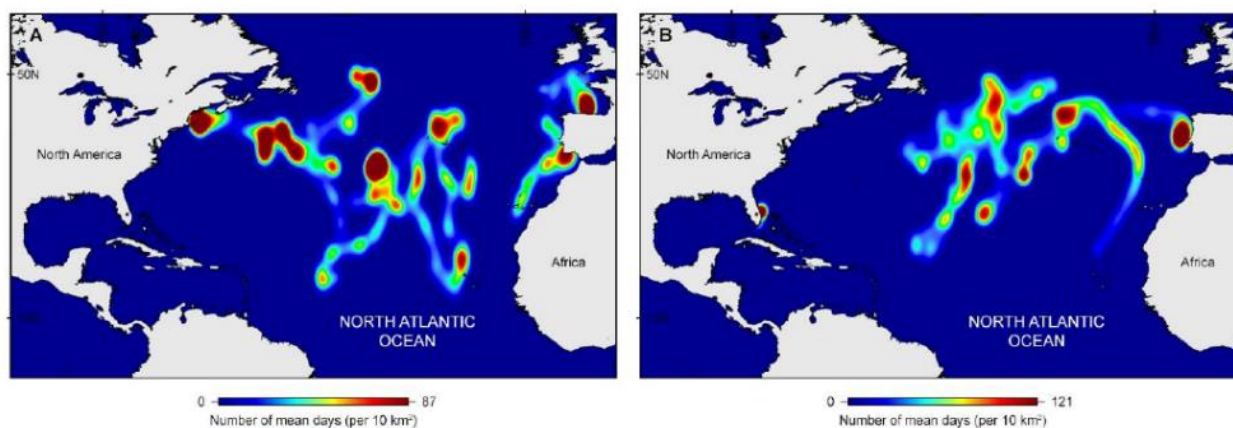 A
50N
North America
Africa
NORTH ATLANTIC
OCEAN
0 87
Number of mean days (per 10 km²)
B
50N
North America
Africa
NORTH ATLANTIC
OCEAN
0 121
Number of mean days (per 10 km²)